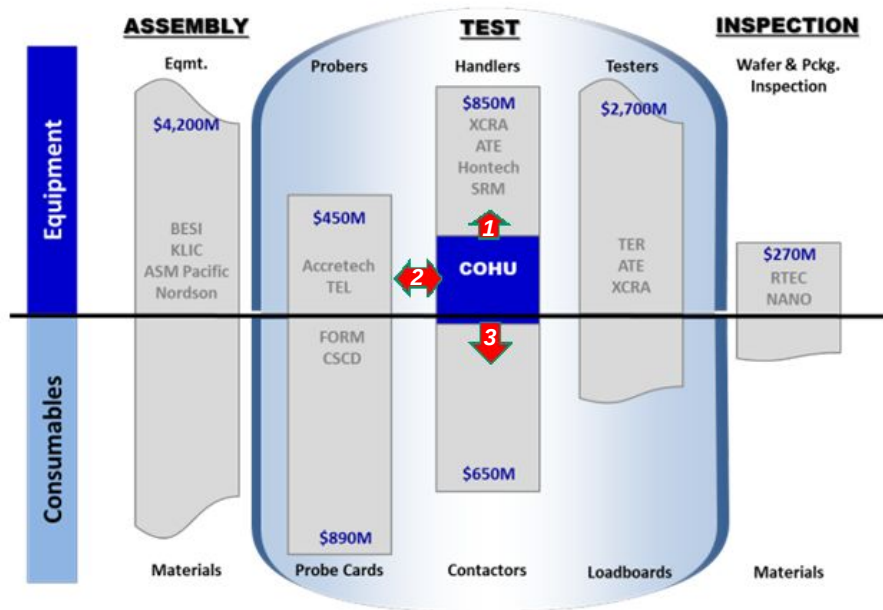 ASSEMBLY
TEST
INSPECTION
Eqmt.
Probers
Handlers
Testers
Wafer & Pckg.
Inspection
Equipment
$4,200M
BESI
KLIC
ASM Pacific
Nordson
$450M
Accretech
TEL
$850M
XCRA
ATE
Hontech
SRM
1
COHU
2
3
$2,700M
TER
ATE
XCRA
$270M
RTEC
NANO
Consumables
FORM
CSCD
$890M
$650M
Materials
Probe Cards
Contactors
Loadboards
Materials